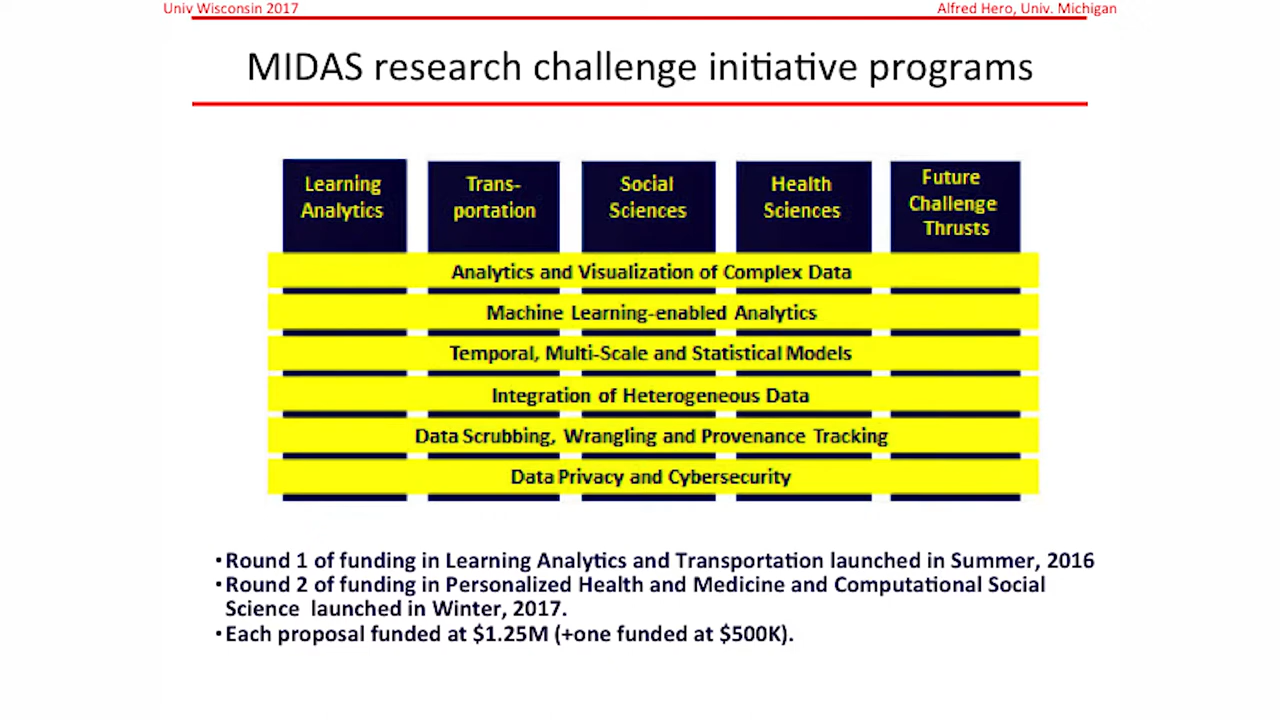 Univ Wisconsin 2017
Alfred Hero, Univ. Michigan
MIDAS research challenge initiative programs
Learning
Analytics
Trans-
portation
Social
Sciences
Health
Sciences
Future
Challenge
Thrusts
Analytics and Visualization of Complex Data
Machine Learning-enabled Analytics
Temporal, Multi-Scale and Statistical Models
Integration of Heterogeneous Data
Data Scrubbing, Wrangling and Provenance Tracking
Data Privacy and Cybersecurity
•Round 1 of funding in Learning Analytics and Transportation launched in Summer, 2016
•Round 2 of funding in Personalized Health and Medicine and Computational Social
Science launched in Winter, 2017.
•Each proposal funded at $1.25M (+one funded at $500K).